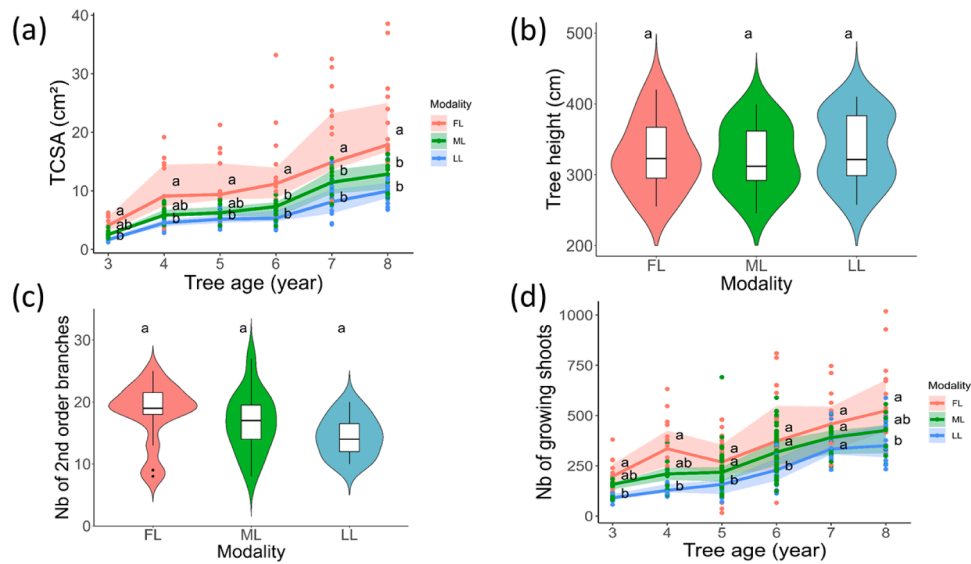 (a)
TCSA (cm²)
40
30
20
10
0
a
ab
b
a
ab
b
a
ab
b
a
b
b
a
b
b
a
b
b
3 4 5 6 7 8
Tree age (year)
Modality
FL
ML
LL
(b)
Tree height (cm)
500
400
300
200
a a a
FL ML LL
Modality
(c)
Nb of 2nd order branches
30
20
10
0
a a a
FL ML LL
Modality
(d)
Nb of growing shoots
1000
750
500
250
0
a
ab
b
a
ab
b
a
a
b
a
a
b
a
a
a
a
ab
b
3 4 5 6 7 8
Tree age (year)
Modality
FL
ML
LL